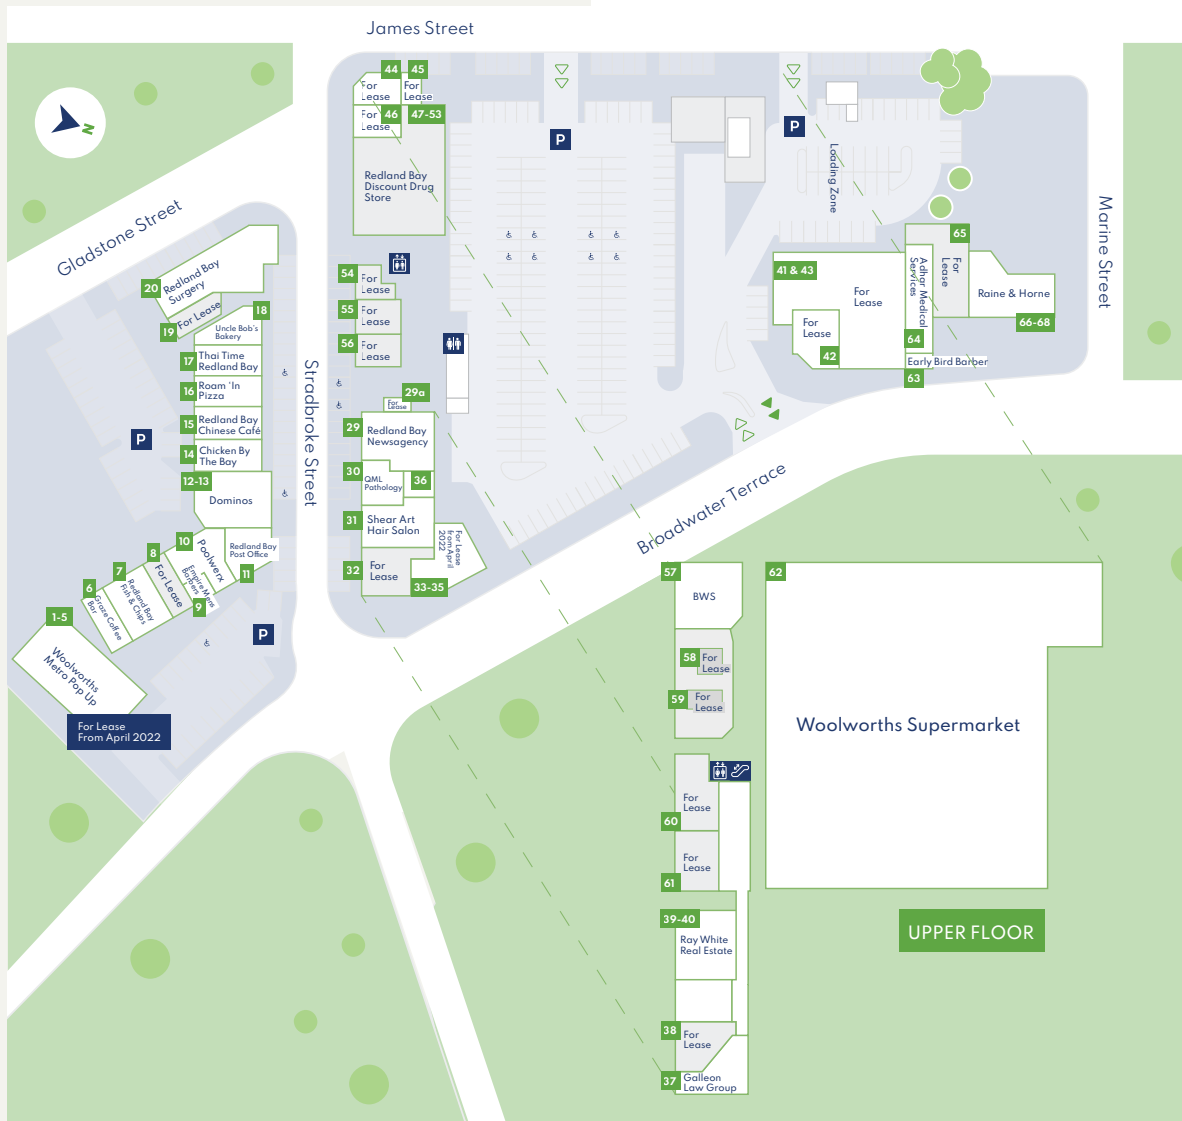 James Street
N
Gladstone Street
Stradbroke Street
Marine Street
Broadwater Terrace
Loading Zone
P
P
P
P
44
For
Lease
45
For
Lease
46
For
Lease
47-53
Redland Bay
Discount Drug
Store
54
For
Lease
55
For
Lease
56
For
Lease
29a
For
Lease
29
Redland Bay
Newsagency
30
QML
Pathology
36
31
Shear Art
Hair Salon
32
For
Lease
33-35
For Lease
from April
2022
20
Redland Bay
Surgery
19
For Lease
18
Uncle Bob's
Bakery
17
Thai Time
Redland Bay
16
Roam 'In
Pizza
15
Redland Bay
Chinese Café
14
Chicken By
The Bay
12-13
Dominos
11
Redland Bay
Post Office
10
Poolwerx
9
Empire Mens
Barbers
8
For Lease
7
Redland Bay
Fish & Chips
6
Graze Coffee
Bar
1-5
Woolworths
Metro Pop Up
For Lease
From April 2022
41 & 43
For
Lease
42
For
Lease
65
For
Lease
64
Adhar Medical
Services
63
Early Bird Barber
66-68
Raine & Horne
57
BWS
58
For
Lease
59
For
Lease
60
For
Lease
61
For
Lease
62
Woolworths Supermarket
39-40
Ray White
Real Estate
38
For
Lease
37
Galleon
Law Group
UPPER FLOOR